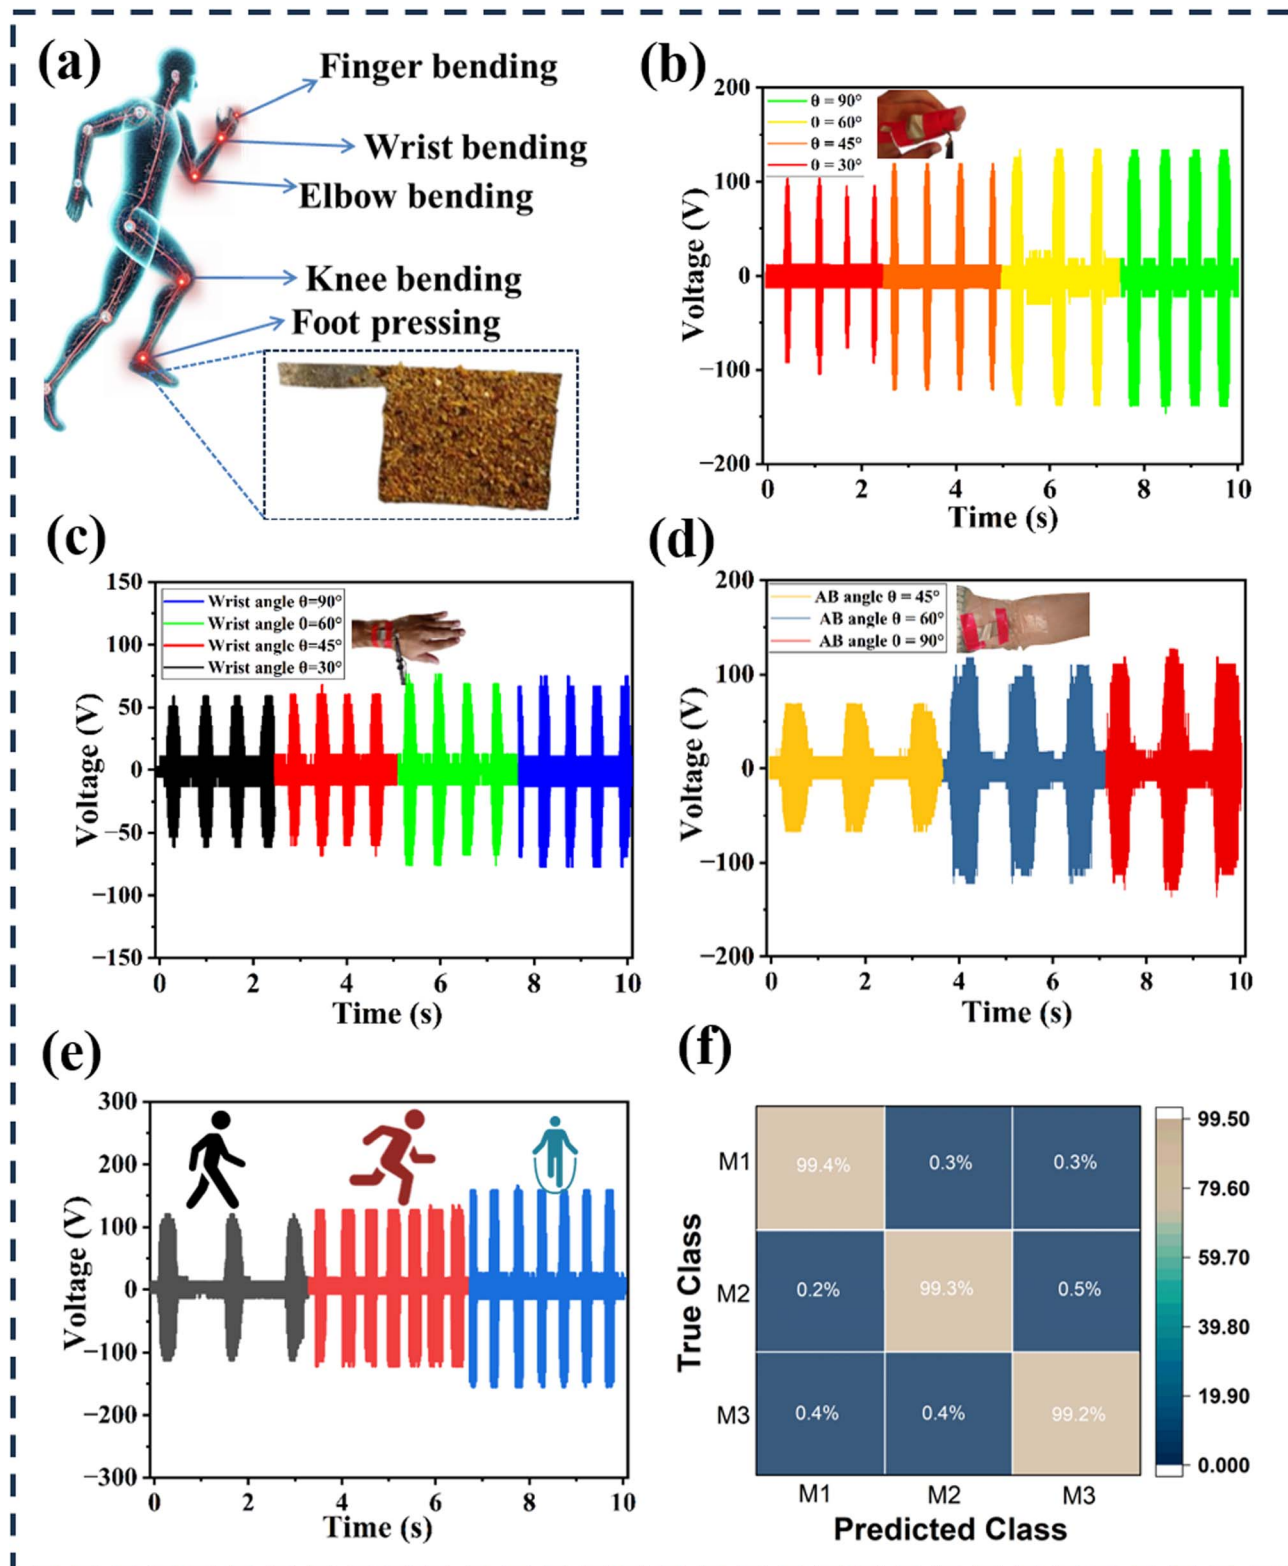 (a)
Finger bending
Wrist bending
Elbow bending
Knee bending
Foot pressing
(b)
θ = 90°
0 = 60°
θ = 45°
0 = 30°
200
100
0
−100
−200
Voltage (V)
0 2 4 6 8 10
Time (s)
(c)
Wrist angle θ=90°
Wrist angle 0=60°
Wrist angle θ=45°
Wrist angle θ=30°
150
100
50
0
−50
−100
−150
Voltage (V)
0 2 4 6 8 10
Time (s)
(d)
AB angle θ = 45°
AB angle θ = 60°
AB angle 0 = 90°
200
100
0
−100
−200
Voltage (V)
0 2 4 6 8 10
Time (s)
(e)
300
200
100
0
−100
−200
−300
Voltage (V)
0 2 4 6 8 10
Time (s)
(f)
True Class
M1 99.4% 0.3% 0.3%
M2 0.2% 99.3% 0.5%
M3 0.4% 0.4% 99.2%
M1 M2 M3
Predicted Class
99.50
79.60
59.70
39.80
19.90
0.000